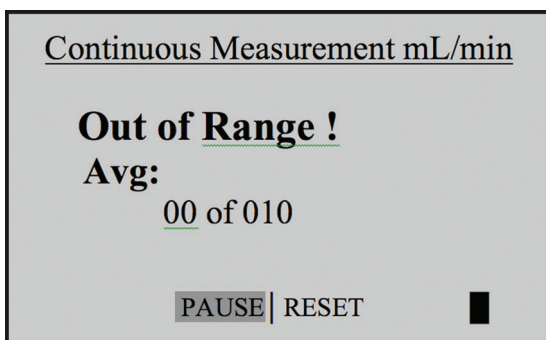 Continuous Measurement mL/min
Out of Range !
Avg:
00 of 010
PAUSE| RESET